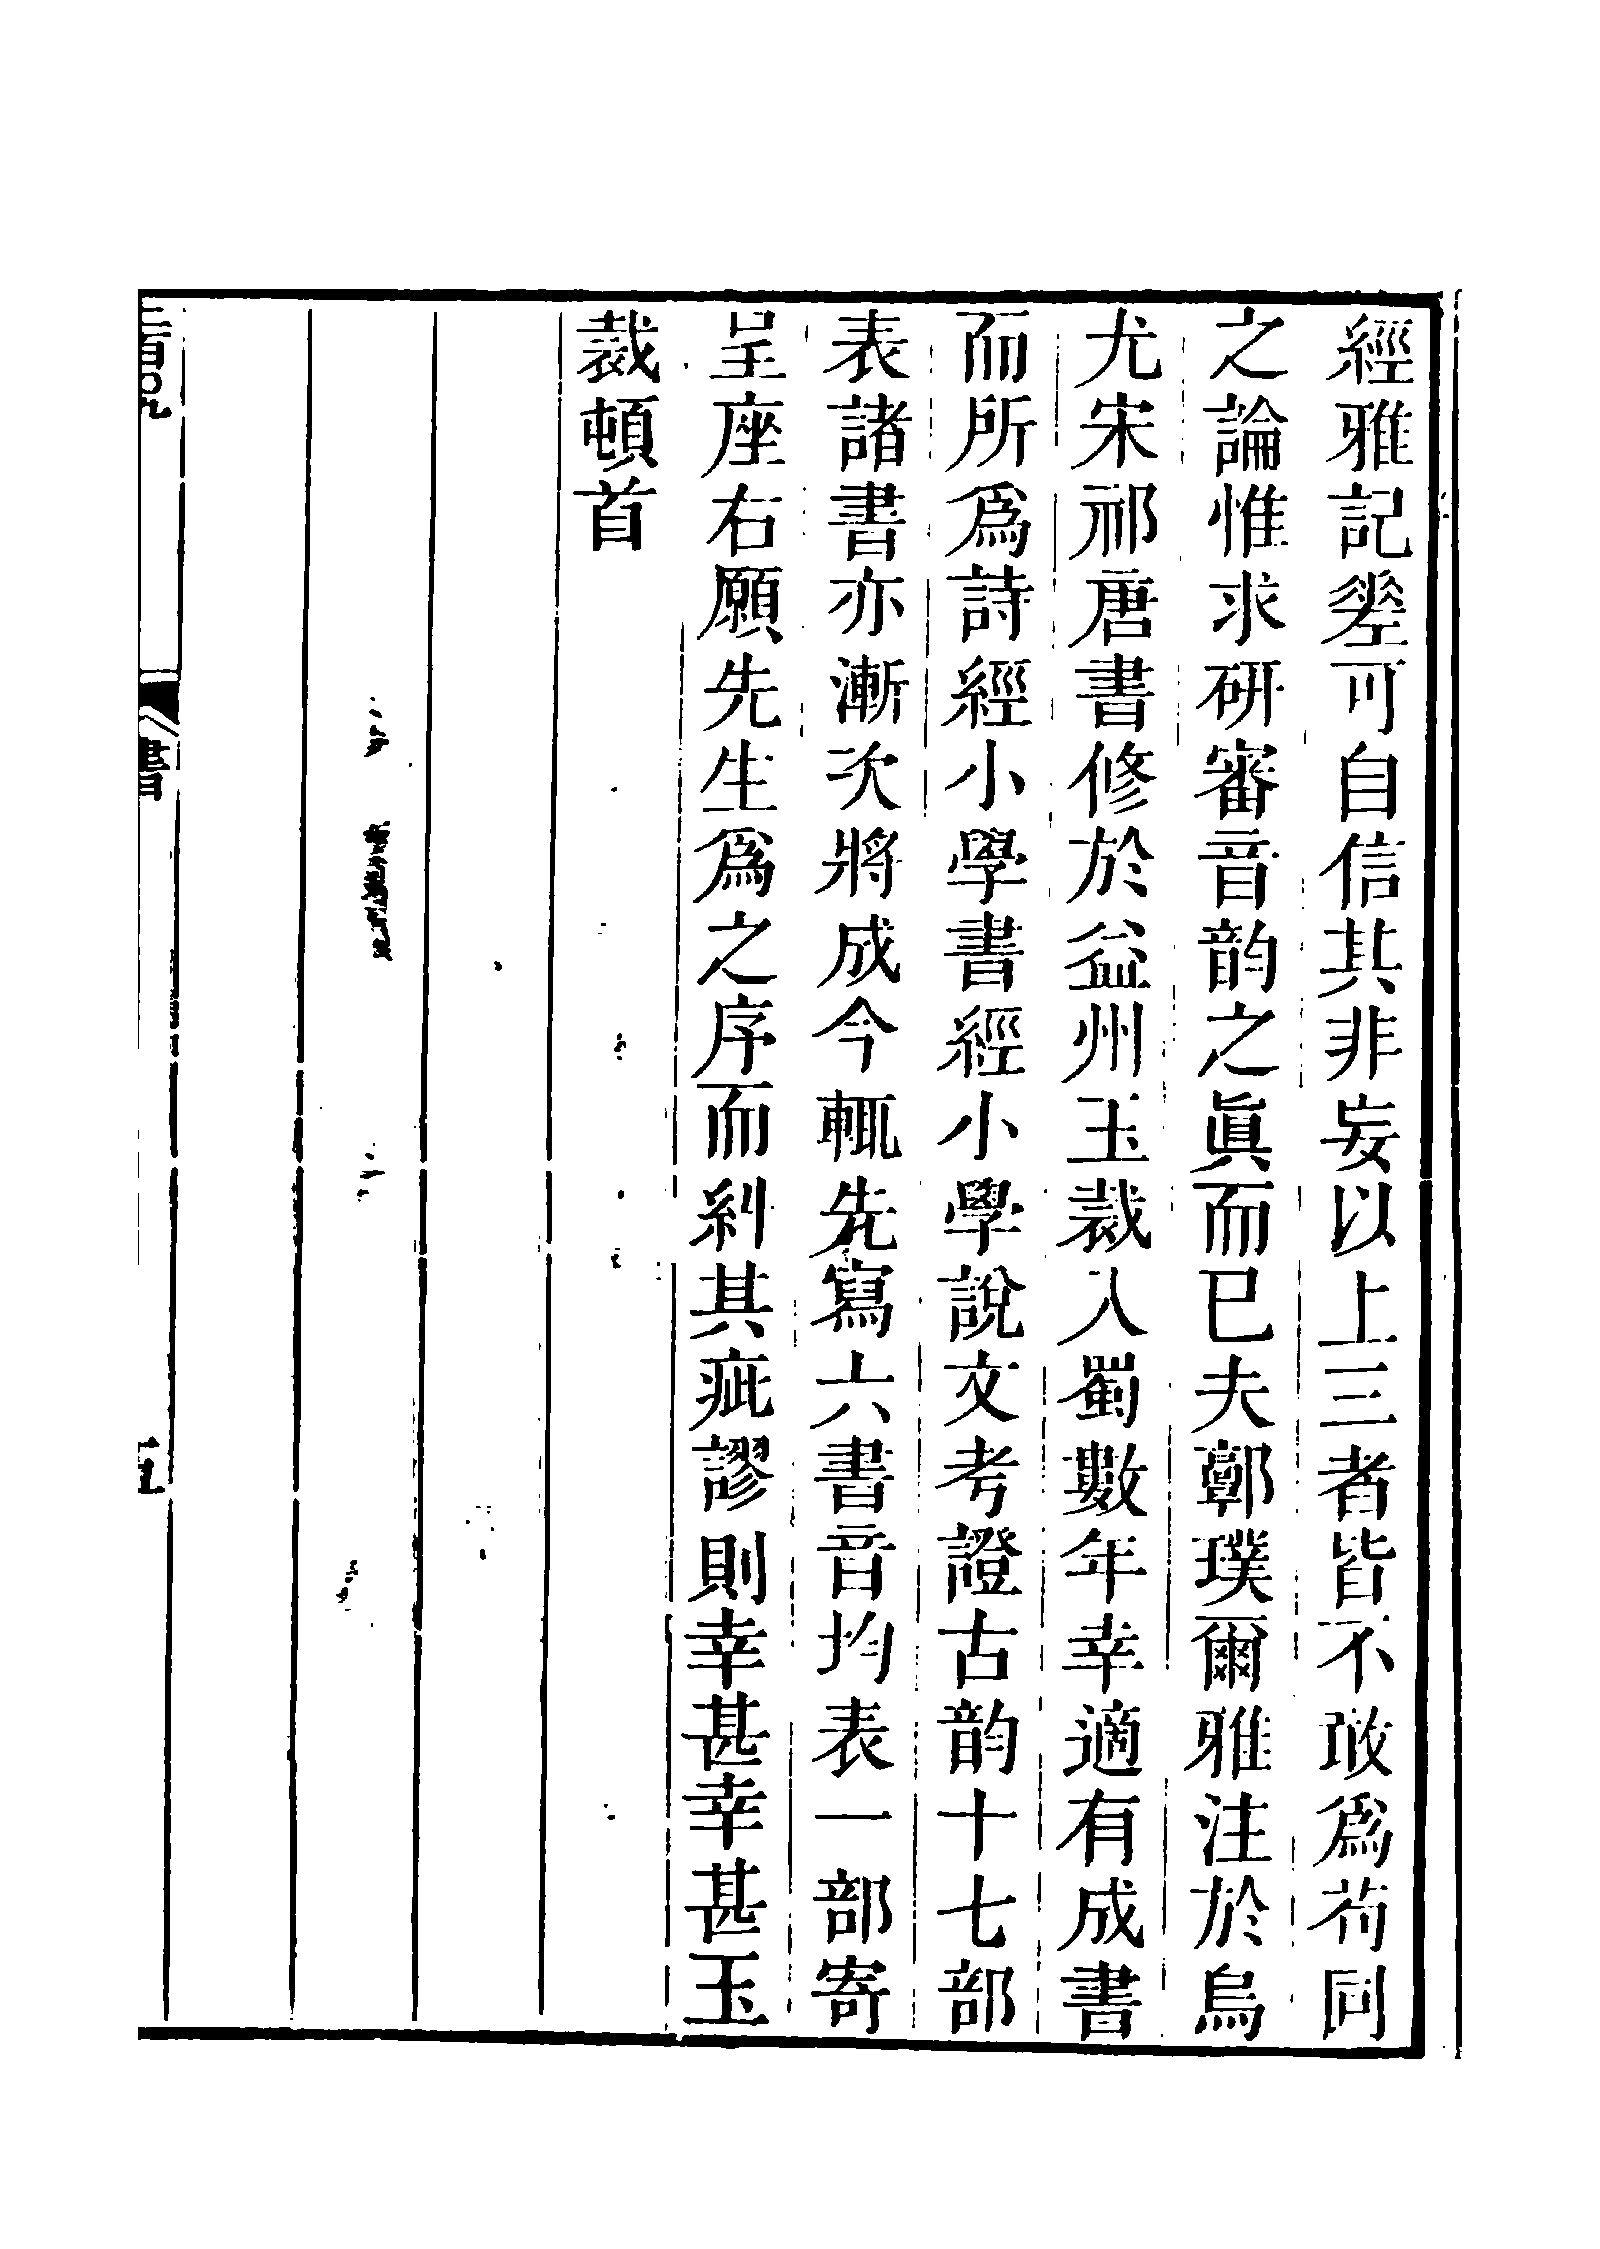 經雅記㢀可自信其非妄以上三者皆不敢爲苟同
之論惟求研審音韵之眞而已夫鄣璞爾雅注於烏
尤宋祁唐書修於益州玉裁入蜀數年幸適有成書
而所爲詩經小學書經小學說文考證古韵十七部
表諸書亦漸次將成今輒先寫六書音均表一部寄
呈座右願先生爲之序而糾其疵謬則幸甚幸甚玉
裁頓首
書
五